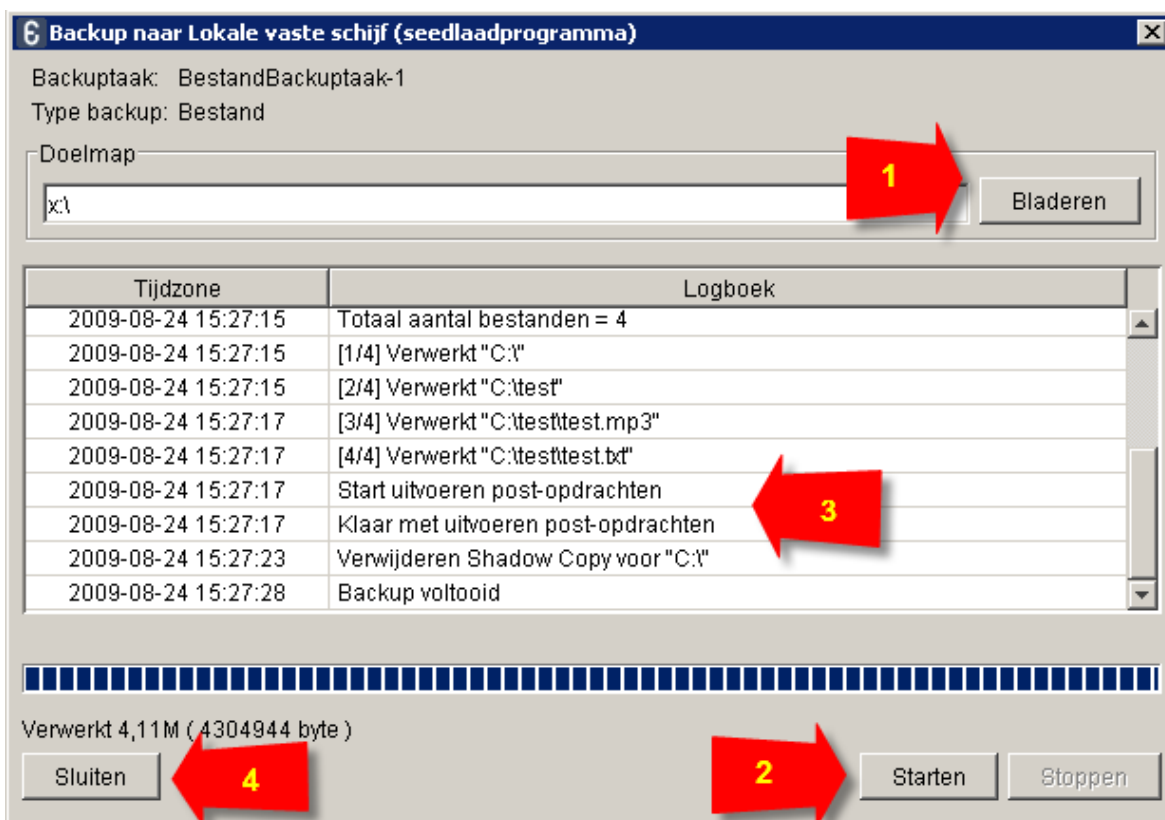 Backup naar Lokale vaste schijf (seedlaadprogramma)
Backuptaak: BestandBackuptaak-1
Type backup: Bestand
Doelmap
1
x:\
Bladeren
Tijdzone Logboek
2009-08-24 15:27:15 Totaal aantal bestanden = 4
2009-08-24 15:27:15 [1/4] Verwerkt "C:\"
2009-08-24 15:27:15 [2/4] Verwerkt "C:\test"
2009-08-24 15:27:17 [3/4] Verwerkt "C:\test\test.mp3"
2009-08-24 15:27:17 [4/4] Verwerkt "C:\test\test.txt"
2009-08-24 15:27:17 Start uitvoeren post-opdrachten
3
2009-08-24 15:27:17 Klaar met uitvoeren post-opdrachten
2009-08-24 15:27:23 Verwijderen Shadow Copy voor "C:\"
2009-08-24 15:27:28 Backup voltooid
Verwerkt 4,11M ( 4304944 byte )
Sluiten 4 2 Starten Stoppen